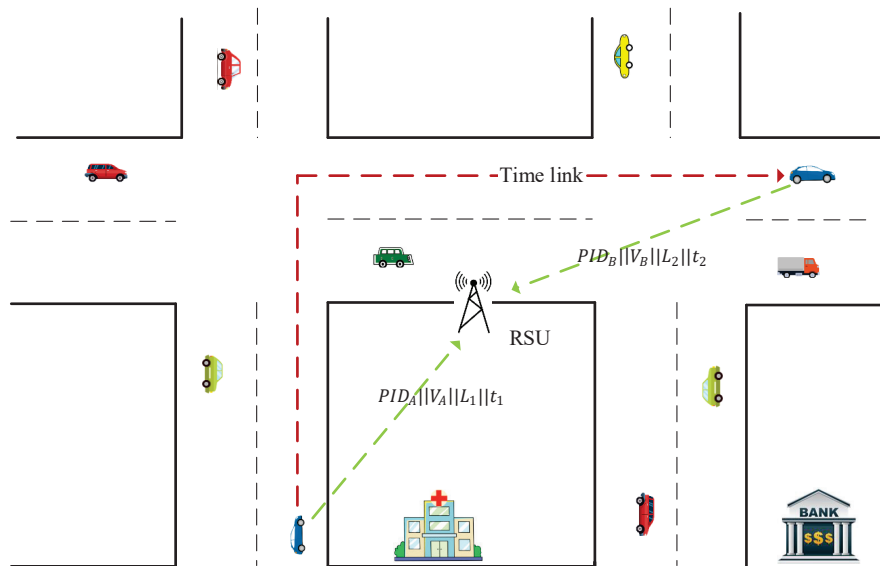 Time link
PID_B||V_B||L_2||t_2
RSU
PID_A||V_A||L_1||t_1
BANK
$$$